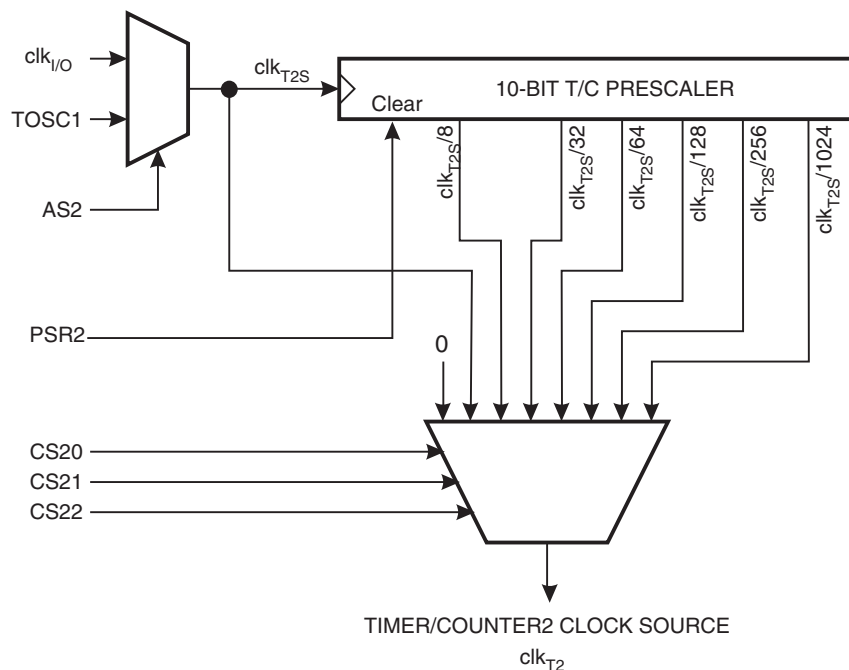 clkI/O
clkT2S
10-BIT T/C PRESCALER
TOSC1
Clear
clkT2S/8
clkT2S/32
clkT2S/64
clkT2S/128
clkT2S/256
clkT2S/1024
AS2
PSR2
0
CS20
CS21
CS22
TIMER/COUNTER2 CLOCK SOURCE
clkT2